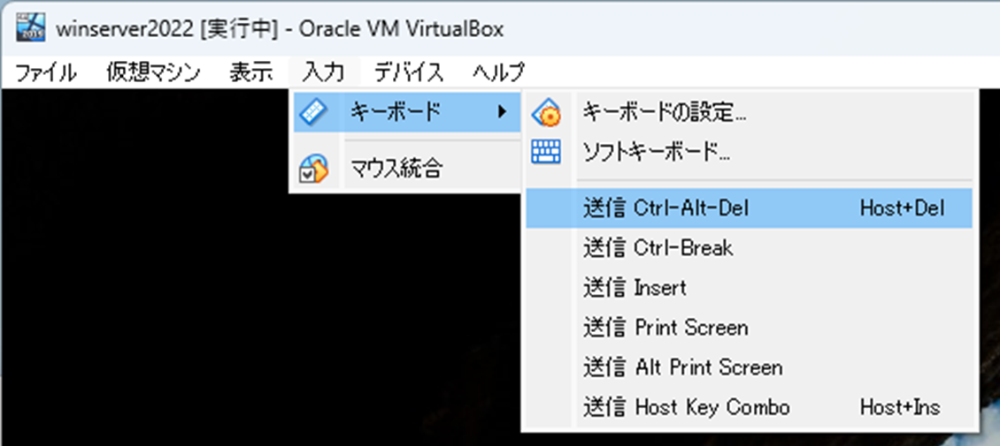 winserver2022 [実行中] - Oracle VM VirtualBox
ファイル 仮想マシン 表示 入力 デバイス ヘルプ
キーボード
マウス統合
キーボードの設定...
ソフトキーボード...
送信 Ctrl-Alt-Del Host+Del
送信 Ctrl-Break
送信 Insert
送信 Print Screen
送信 Alt Print Screen
送信 Host Key Combo Host+Ins